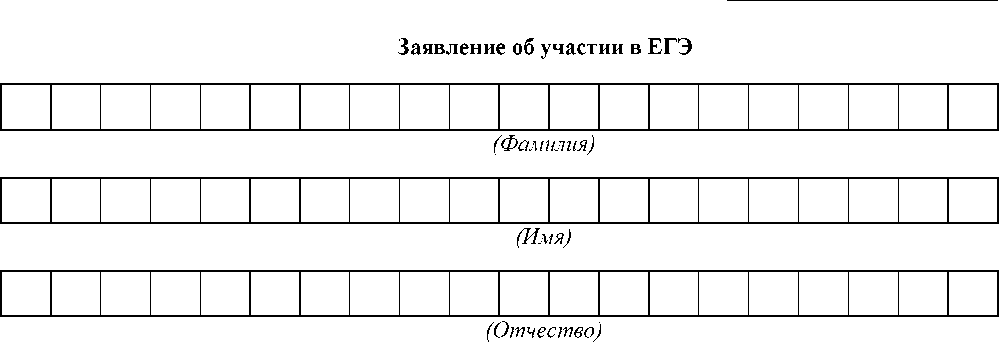 Заявление об участии в ЕГЭ
(Фамилия)
(Имя)
(Отчество)